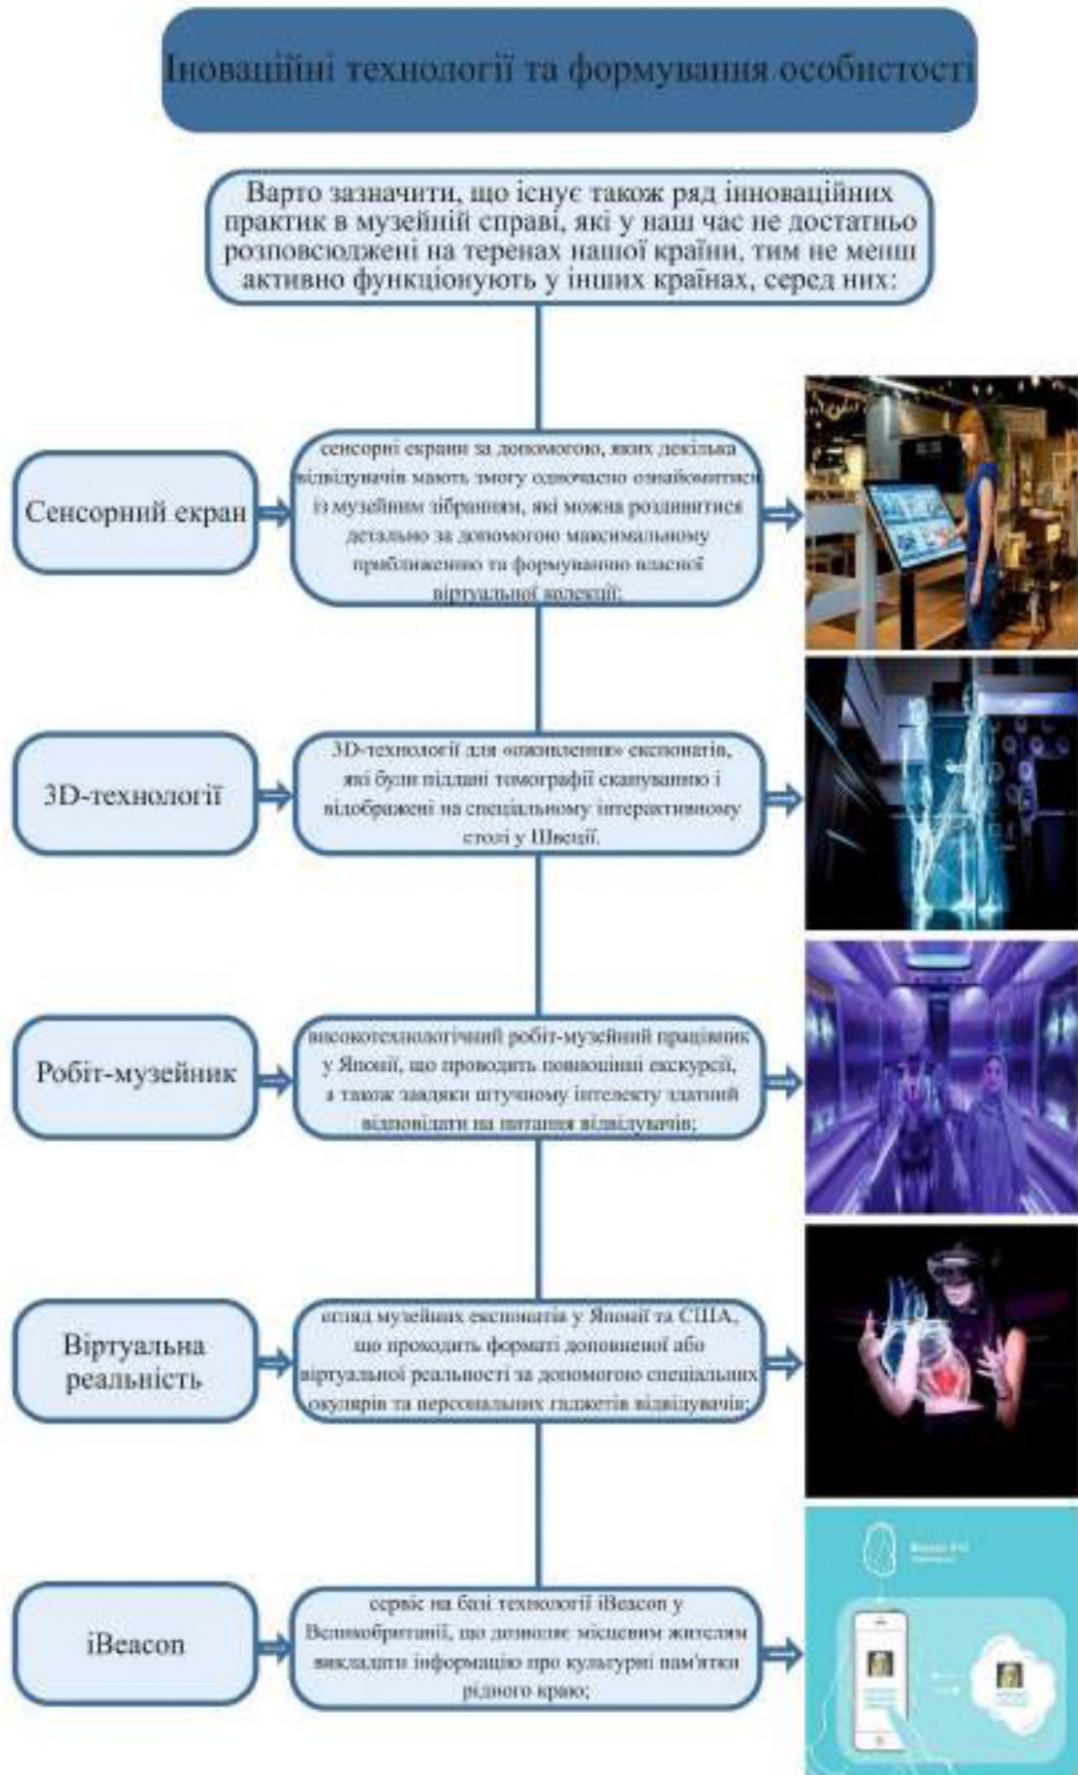 Іноваційні технології та формування особистості
Варто зазначити, що існує також ряд інноваційних
практик в музейній справі, які у наш час не достатньо
розповсюджені на теренах нашої країни, тим не менш
активно функціонують у інших країнах, серед них:
Сенсорний екран
сенсорні екрани за допомогою, яких декілька
відвідувачів мають змогу одночасно ознайомитися
із музейним зібранням, які можна роздивитися
детально за допомогою максимальному
приближенню та формуванню власної
віртуальної колекції;
3D-технології
3D-технології для «оживлення» експонатів,
які були піддані томографії скануванню і
відображені на спеціальному інтерактивному
столі у Швеції.
Робіт-музейник
високотехнологічний робіт-музейний працівник
у Японії, що проводить повноцінні екскурсії,
а також завдяки штучному інтелекту здатний
відповідати на питання відвідувачів;
Віртуальна
реальність
огляд музейних експонатів у Японії та США,
що проходить форматі доповненої або
віртуальної реальності за допомогою спеціальних
окулярів та персональних гаджетів відвідувачів;
iBeacon
сервіс на базі технології iBeacon у
Великобританії, що дозволяє місцевим жителям
викладати інформацію про культурні пам'ятки
рідного краю;